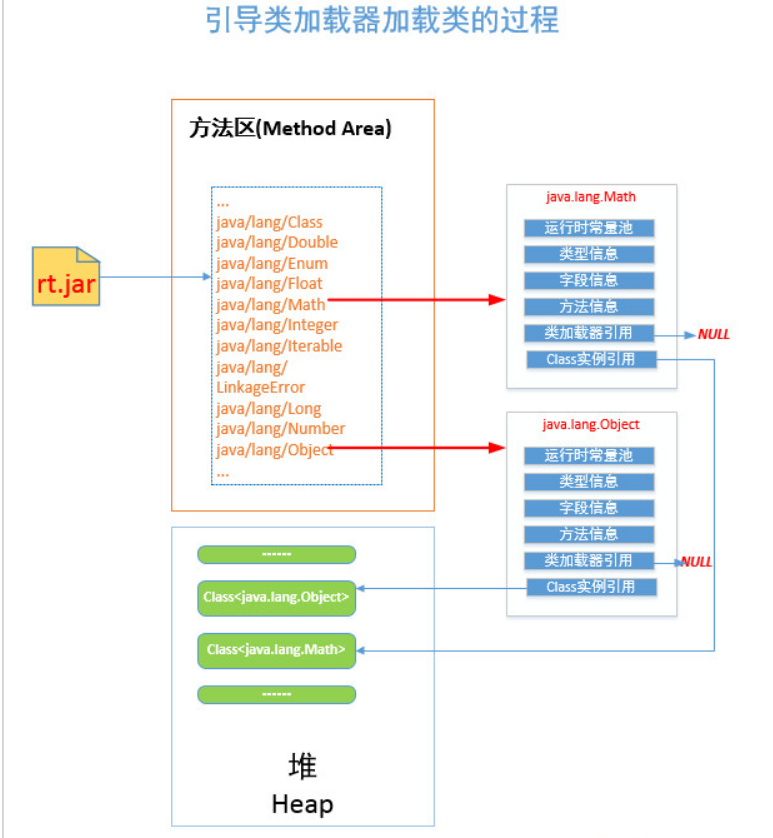 引导类加载器加载类的过程
方法区(Method Area)
...
java/lang/Class
java/lang/Double
java/lang/Enum
java/lang/Float
java/lang/Math
java/lang/Integer
java/lang/Iterable
java/lang/
LinkageError
java/lang/Long
java/lang/Number
java/lang/Object
...
rt.jar
java.lang.Math
运行时常量池
类型信息
字段信息
方法信息
类加载器引用
NULL
Class实例引用
java.lang.Object
运行时常量池
类型信息
字段信息
方法信息
类加载器引用
NULL
Class实例引用
------
Class<java.lang.Object>
Class<java.lang.Math>
------
堆
Heap